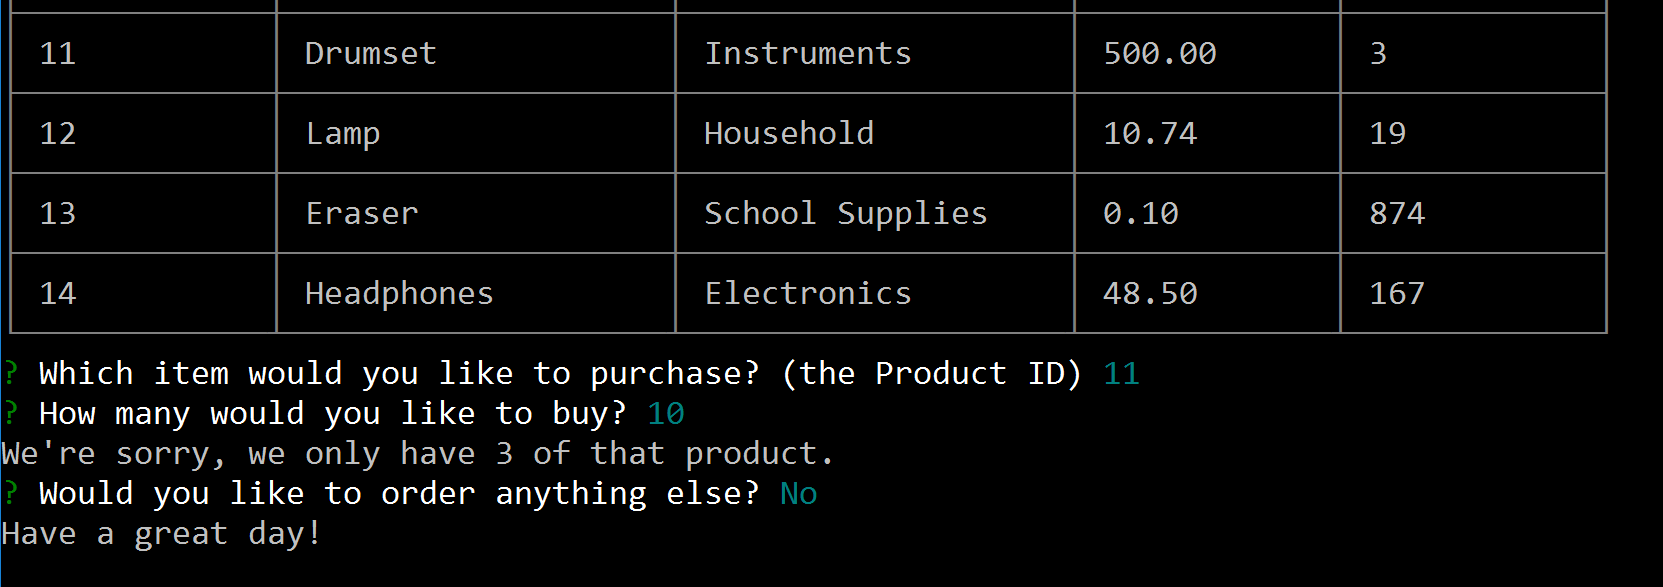 11 Drumset Instruments 500.00 3
12 Lamp Household 10.74 19
13 Eraser School Supplies 0.10 874
14 Headphones Electronics 48.50 167
? Which item would you like to purchase? (the Product ID) 11
? How many would you like to buy? 10
We're sorry, we only have 3 of that product.
? Would you like to order anything else? No
Have a great day!